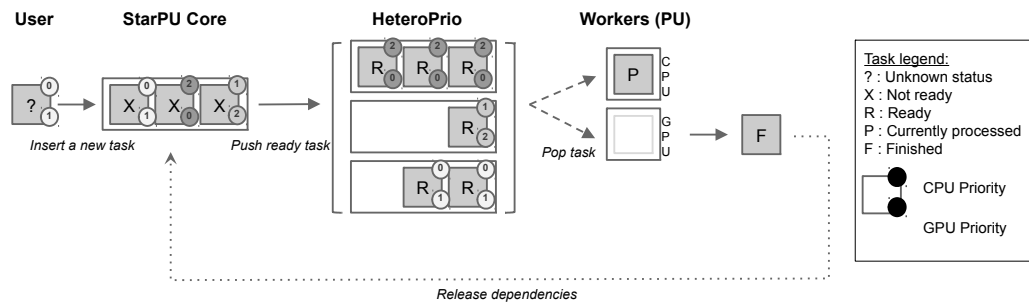 User
StarPU Core
HeteroPrio
Workers (PU)
? 0 1
X 0 1
X 2 0
X 1 2
R 2 0
R 2 0
R 2 0
R 1 2
R 0 1
R 0 1
P
CPU
GPU
F
Insert a new task
Push ready task
Pop task
Release dependencies
Task legend:
? : Unknown status
X : Not ready
R : Ready
P : Currently processed
F : Finished
CPU Priority
GPU Priority